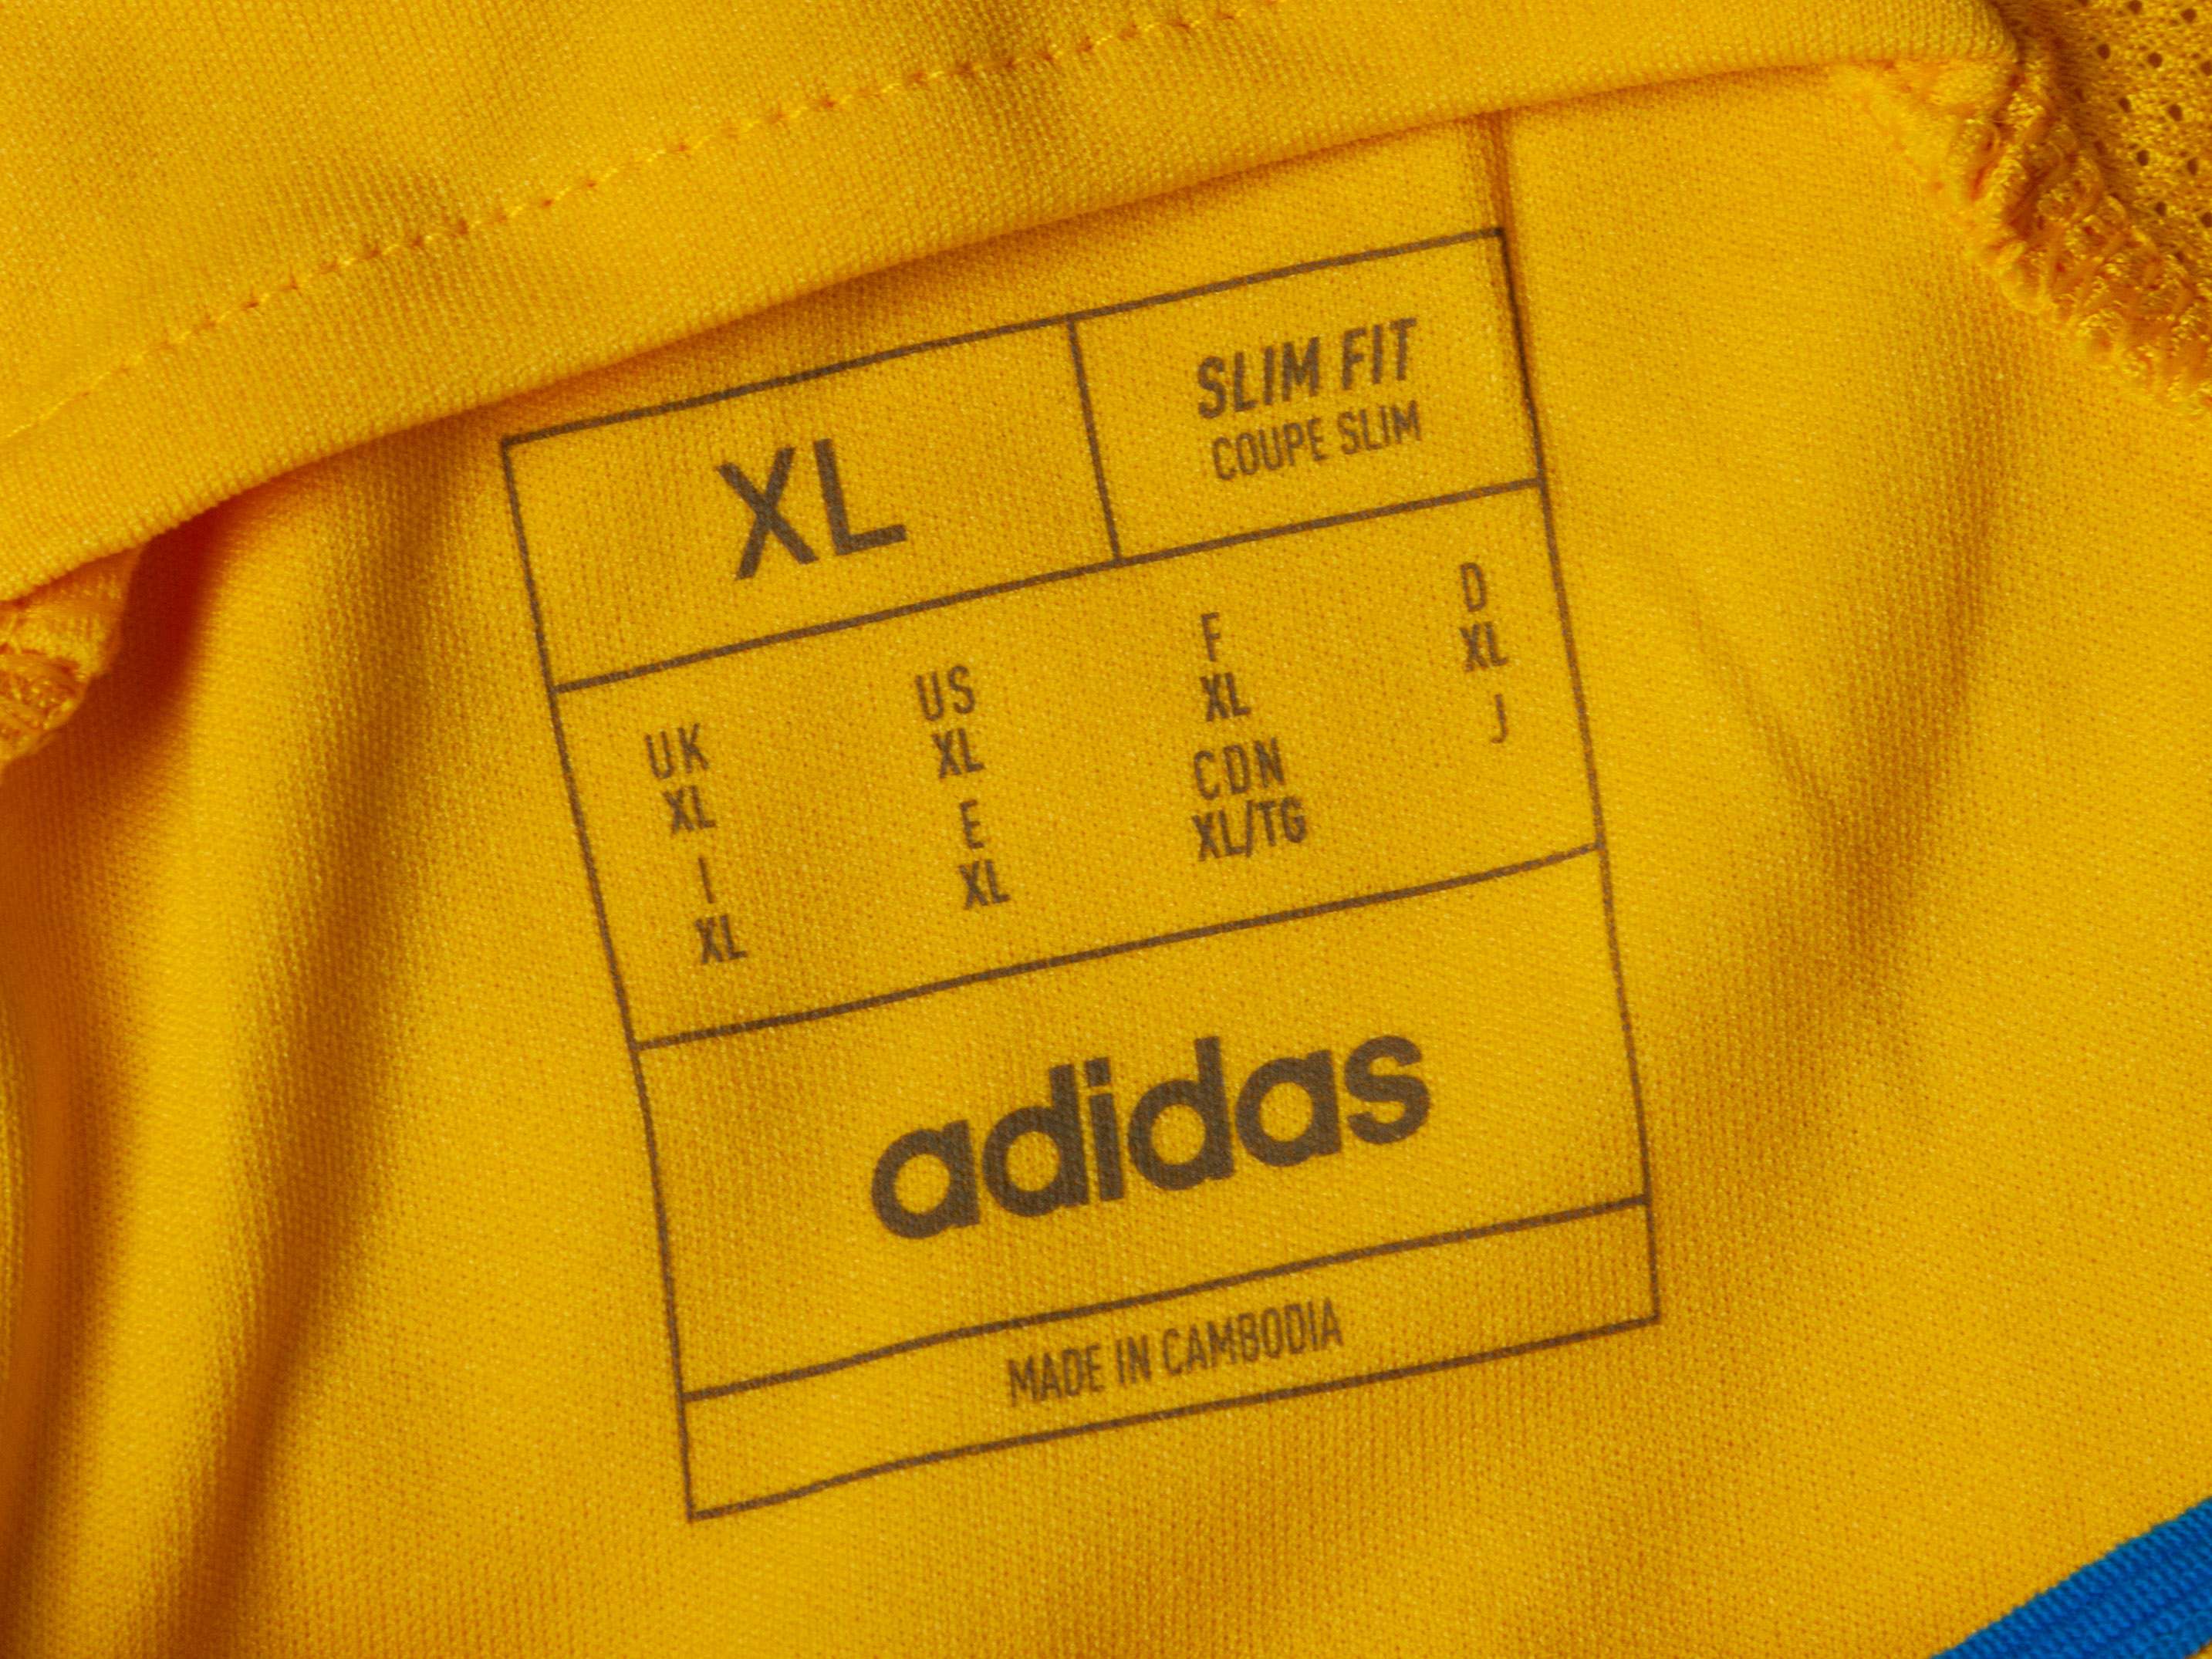 XL
SLIM FIT
COUPE SLIM
UK US F D
XL XL XL XL
I E CDN J
XL XL XL/TG
adidas
MADE IN CAMBODIA